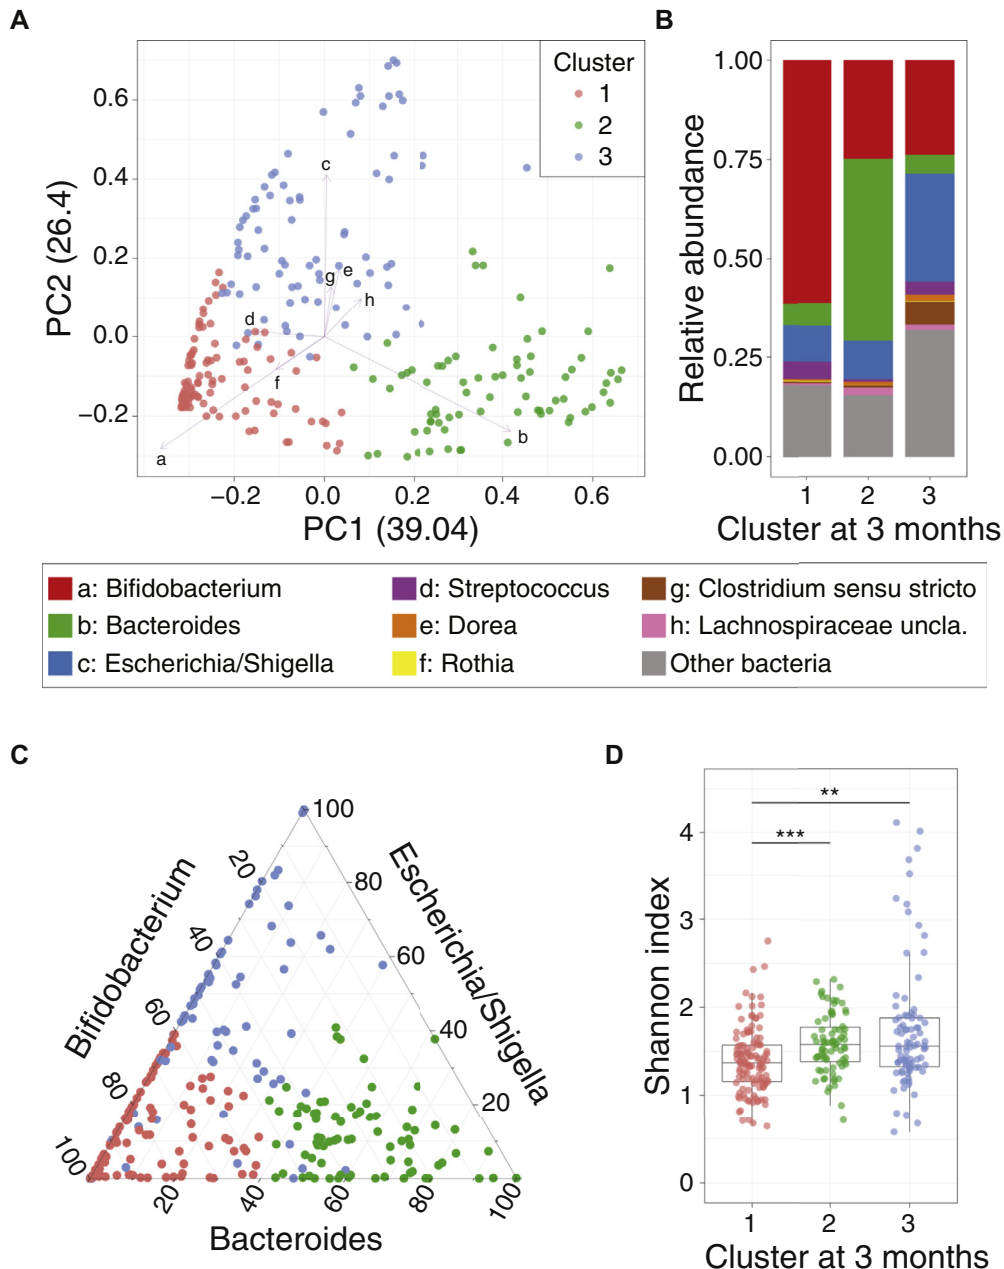 A
PC2 (26.4)
0.6
0.4
0.2
0.0
−0.2
c
e
g
h
d
f
b
a
Cluster
1
2
3
−0.2 0.0 0.2 0.4 0.6
PC1 (39.04)
B
Relative abundance
1.00
0.75
0.50
0.25
0.00
1 2 3
Cluster at 3 months
a: Bifidobacterium d: Streptococcus g: Clostridium sensu stricto
b: Bacteroides e: Dorea h: Lachnospiraceae uncla.
c: Escherichia/Shigella f: Rothia Other bacteria
C
Bifidobacterium
20
40
60
80
100
Escherichia/Shigella
100
80
60
40
20
20 40 60 80 100
Bacteroides
D
Shannon index
4
3
2
1
0
**
***
1 2 3
Cluster at 3 months